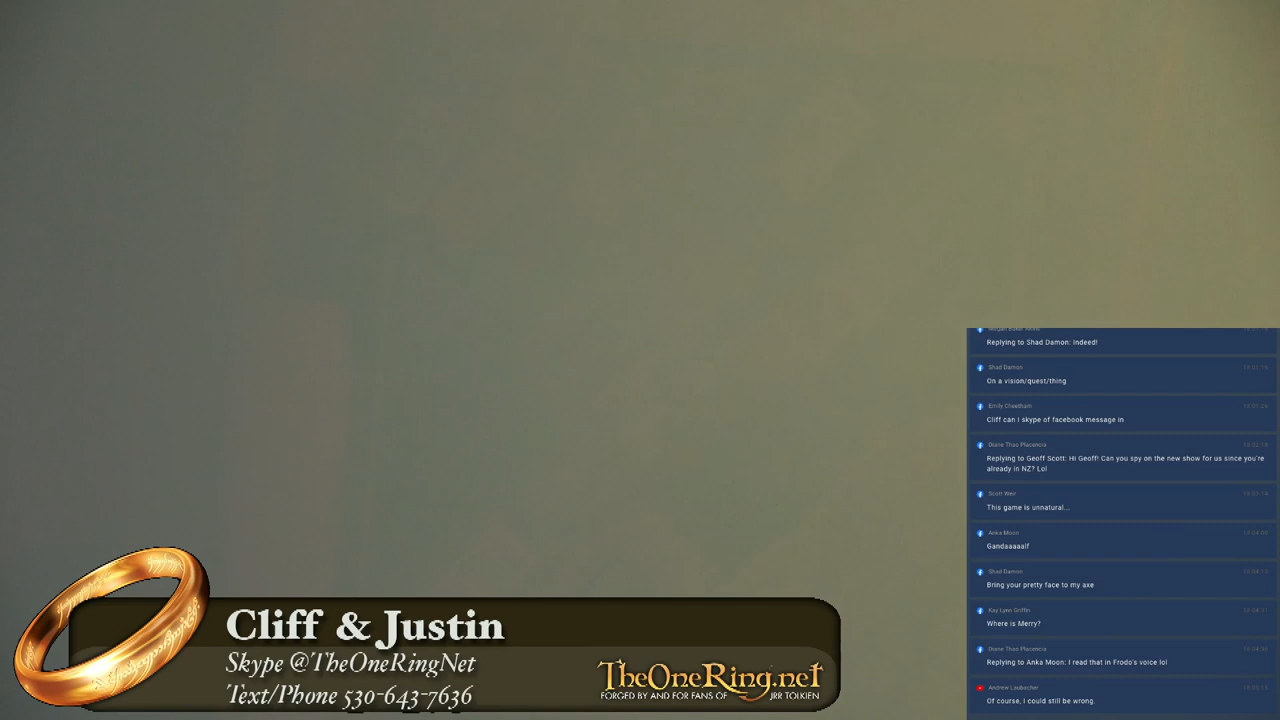 Replying to Shad Damon: Indeed!
Shad Damon
On a vision/quest/thing
Emily Cheetham
Cliff can I skype of facebook message in
Diane Thao Placencia
Replying to Geoff Scott: Hi Geoff! Can you spy on the new show for us since you're
already in NZ? Lol
Scott Weir
This game is unnatural...
Anka Moon
Gandaaaaalf
Shad Damon
Bring your pretty face to my axe
Kay Lynn Griffin
Where is Merry?
Diane Thao Placencia
Replying to Anka Moon: I read that in Frodo's voice lol
Andrew Laubacher
Of course, I could still be wrong.
Cliff & Justin
Skype @TheOneRingNet
Text/Phone 530-643-7636
TheOneRing.net
FORGED BY AND FOR FANS OF JRR TOLKIEN